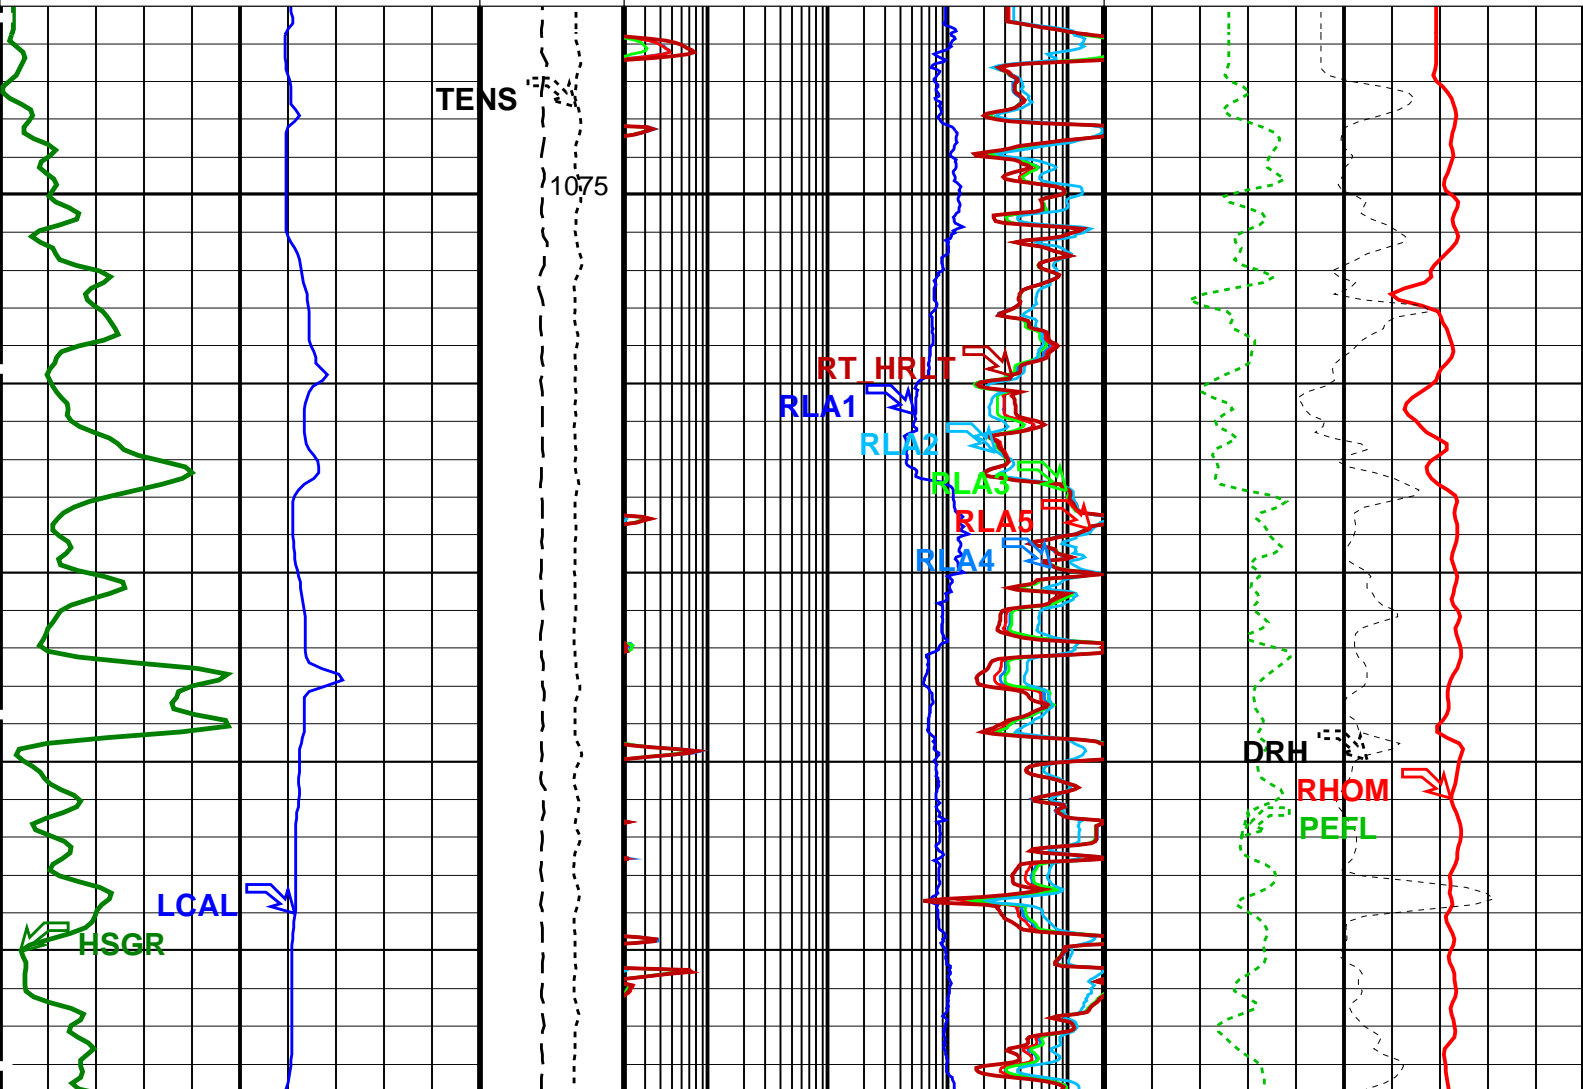 TENS
1075
RT_HRLT
RLA1
RLA2
RLA3
RLA5
RLA4
DRH
RHOM
PEFL
LCAL
HSGR